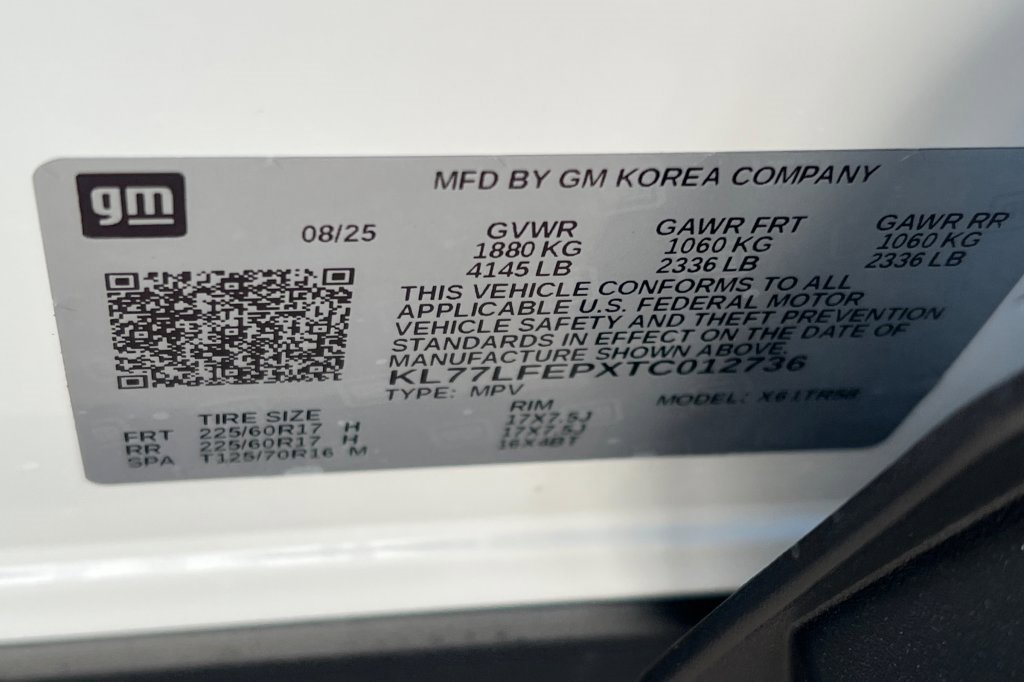 gm
MFD BY GM KOREA COMPANY
08/25 GVWR GAWR FRT GAWR RR
1880 KG 1060 KG 1060 KG
4145 LB 2336 LB 2336 LB
THIS VEHICLE CONFORMS TO ALL
APPLICABLE U.S. FEDERAL MOTOR
VEHICLE SAFETY AND THEFT PREVENTION
STANDARDS IN EFFECT ON THE DATE OF
MANUFACTURE SHOWN ABOVE.
KL77LFEPXTC012736
TYPE: MPV MODEL:
TIRE SIZE RIM
FRT 225/60R17 H 17X7.5J
RR 225/60R17 H 17X7.5J
SPA T125/70R16 M 16X4BT